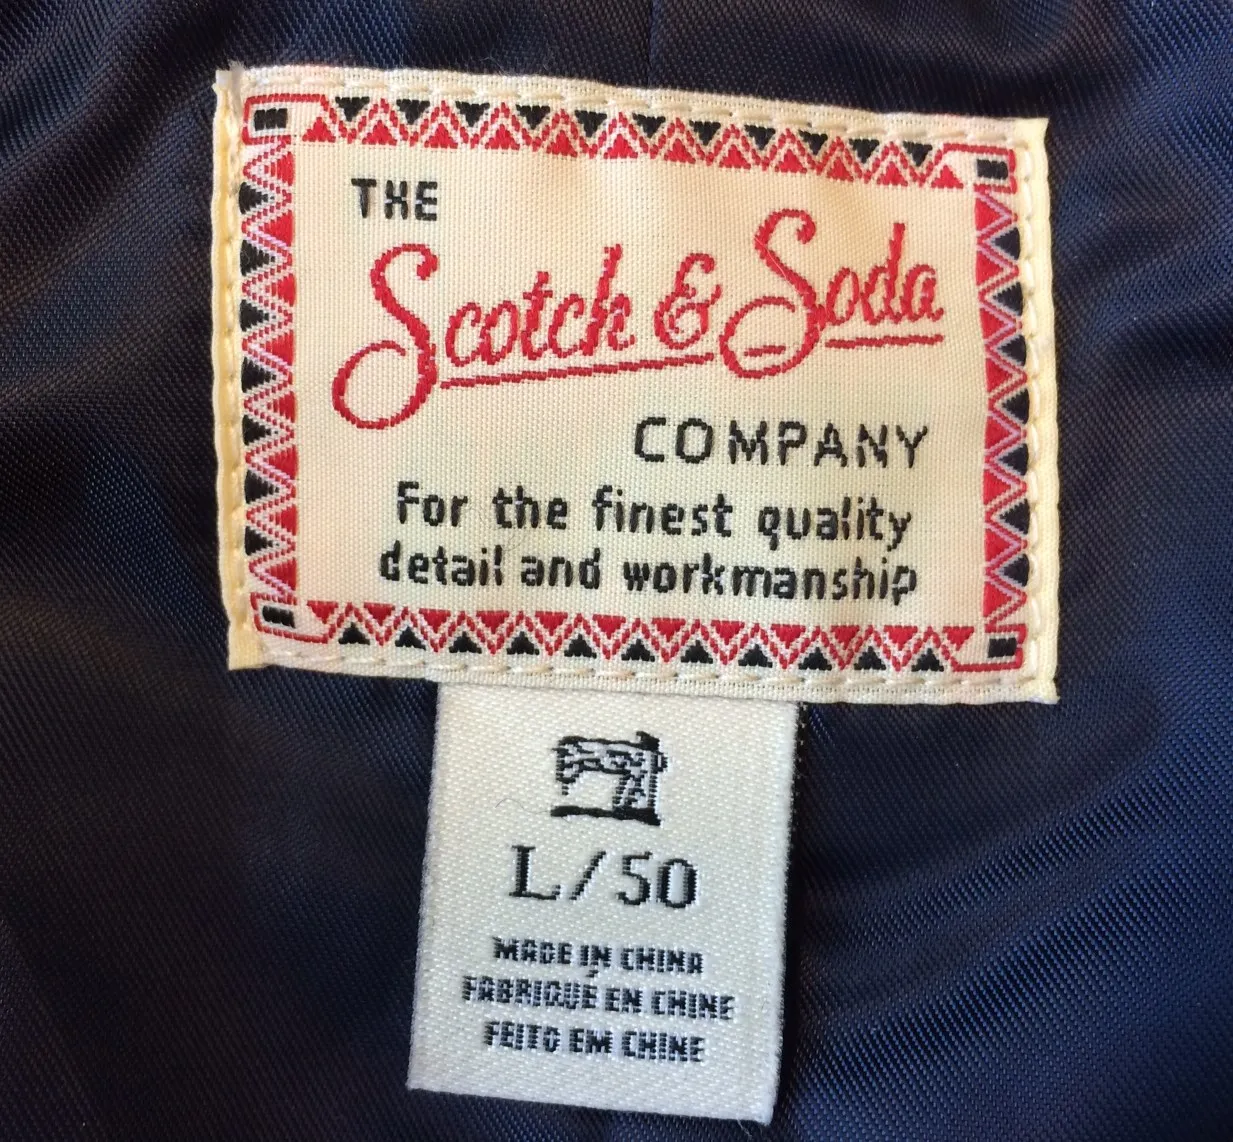 THE
Scotch & Soda
COMPANY
For the finest quality
detail and workmanship
L/50
MADE IN CHINA
FABRIQUÉ EN CHINE
FEITO EM CHINE